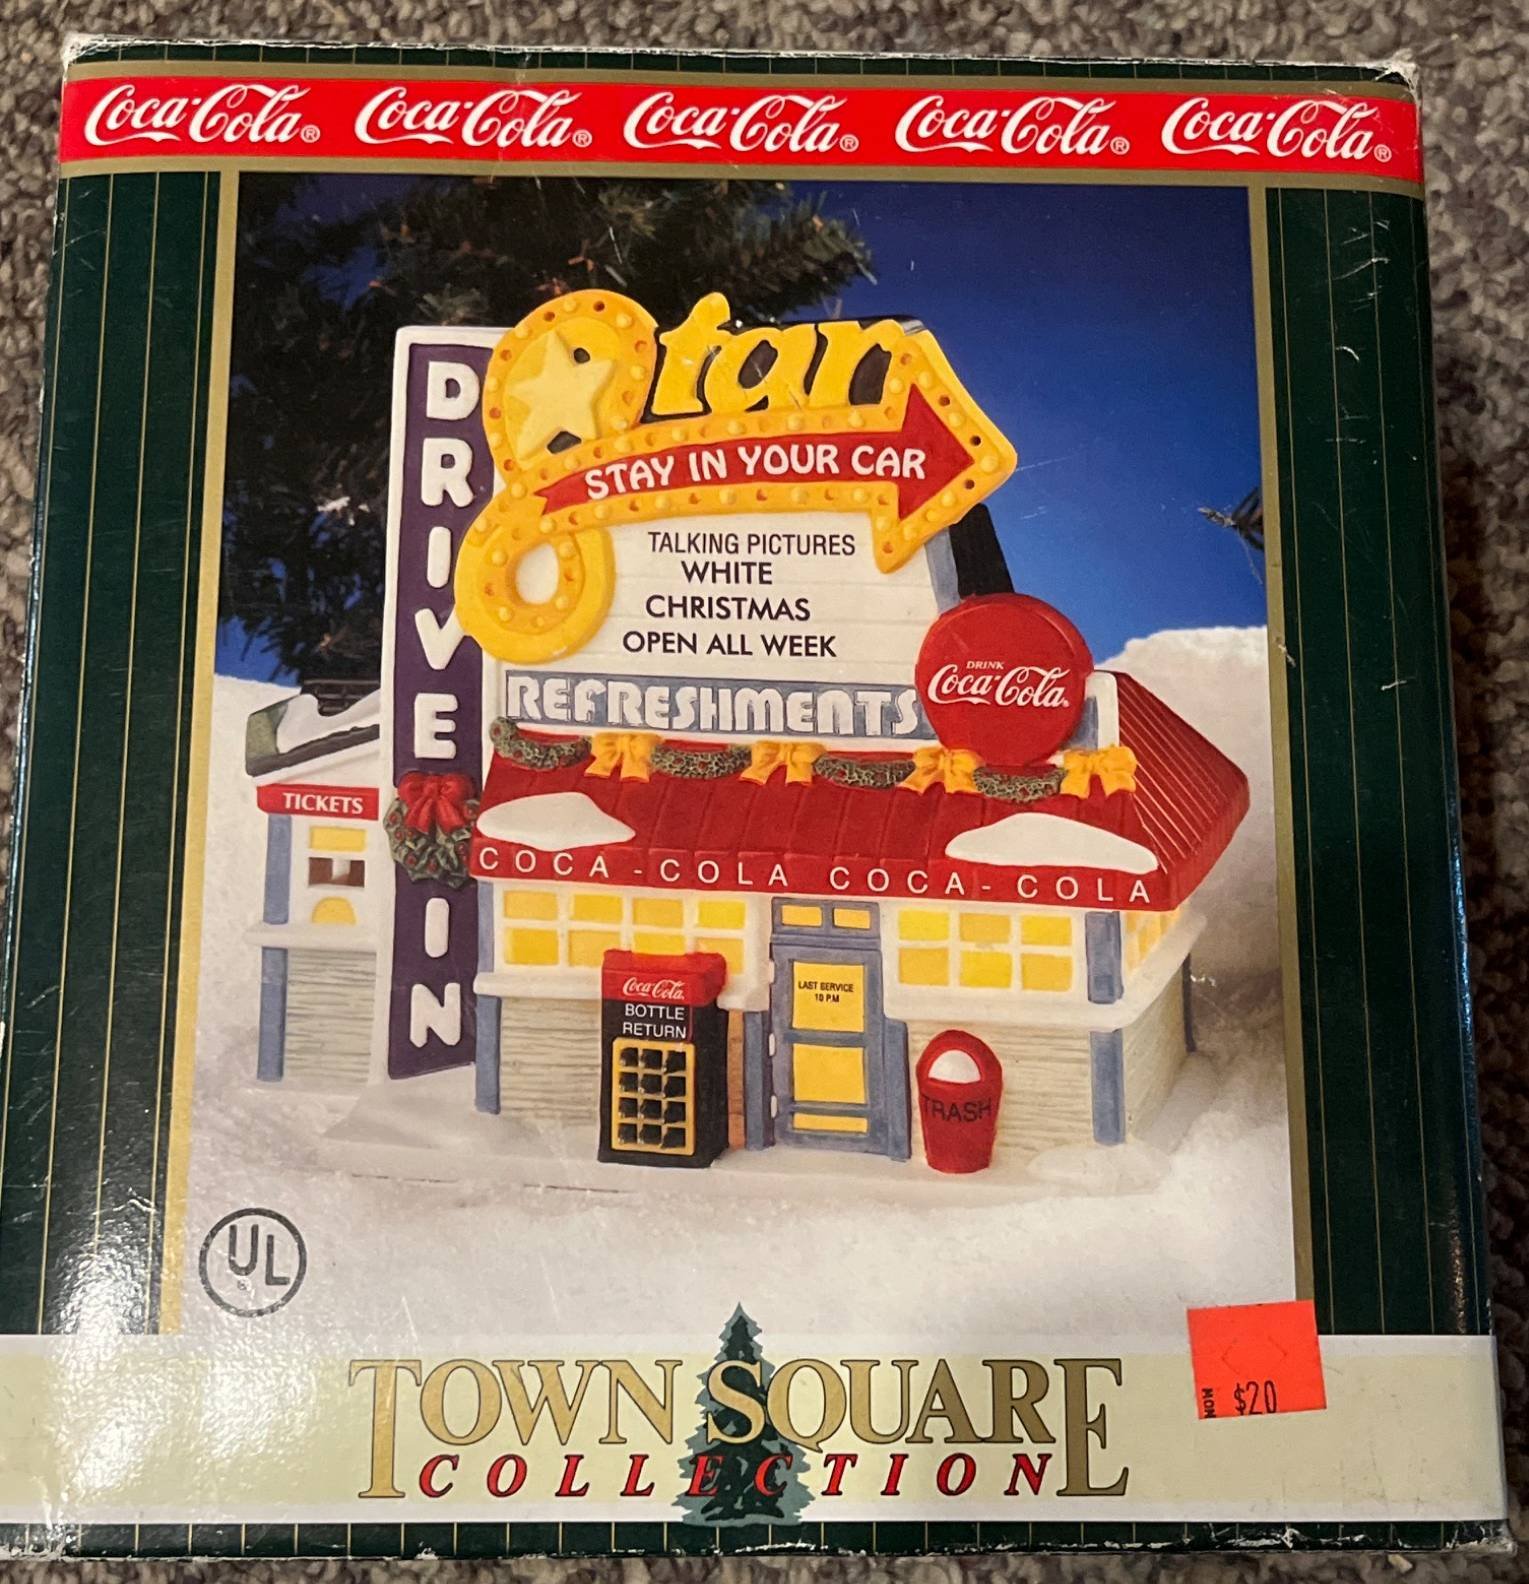 Coca-Cola® Coca-Cola® Coca-Cola® Coca-Cola® Coca-Cola®
DRIVE IN
Star
STAY IN YOUR CAR
TALKING PICTURES
WHITE
CHRISTMAS
OPEN ALL WEEK
REFRESHMENTS
DRINK
Coca-Cola
TICKETS
COCA-COLA COCA-COLA
LAST SERVICE
10 PM
Coca-Cola
BOTTLE
RETURN
TRASH
UL
®
TOWN SQUARE
COLLECTION
NOW $20